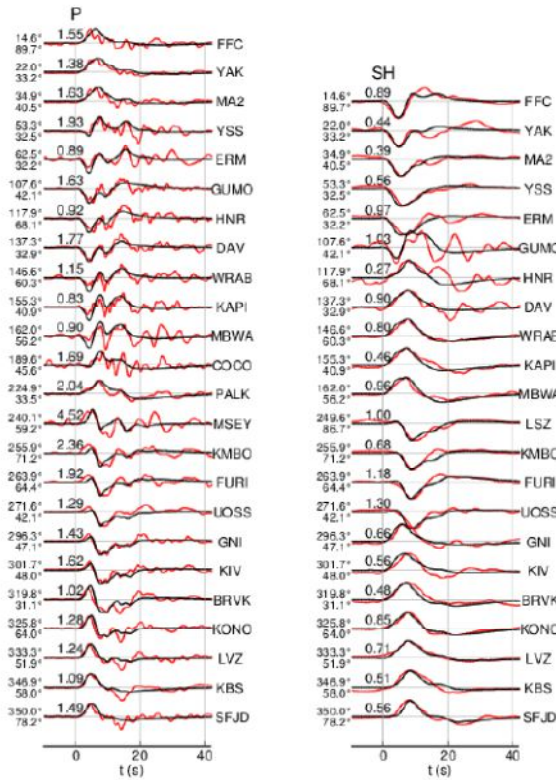 P
14.6° 1.55 FFC
89.7°
22.0° 1.38 YAK
33.2°
34.9° 1.63 MA2
40.5°
53.3° 1.93 YSS
32.5°
62.5° 0.89 ERM
32.2°
107.6° 1.63 GUMO
42.1°
117.9° 0.92 HNR
68.1°
137.3° 1.77 DAV
32.9°
146.6° 1.15 WRAB
60.3°
155.3° 0.83 KAPI
40.9°
162.0° 0.90 MBWA
56.2°
189.6° 1.69 COCO
45.6°
224.9° 2.04 PALK
33.5°
240.1° 4.52 MSEY
59.2°
255.9° 2.36 KMBO
71.2°
263.9° 1.92 FURI
64.4°
271.6° 1.29 UOSS
42.1°
296.3° 1.43 GNI
47.1°
301.7° 1.62 KIV
48.0°
319.8° 1.02 BRVK
31.1°
325.8° 1.28 KONO
64.0°
333.3° 1.24 LVZ
51.9°
346.9° 1.09 KBS
58.0°
350.0° 1.49 SFJD
78.2°
0 20 40
t (s)
SH
14.6° 0.89 FFC
89.7°
22.0° 0.44 YAK
33.2°
34.9° 0.39 MA2
40.5°
53.3° 0.56 YSS
32.5°
62.5° 0.97 ERM
32.2°
107.6° 1.03 GUMO
42.1°
117.9° 0.27 HNR
68.1°
137.3° 0.90 DAV
32.9°
146.6° 0.80 WRAB
60.3°
155.3° 0.46 KAPI
40.9°
162.0° 0.96 MBWA
56.2°
249.6° 1.00 LSZ
86.7°
255.9° 0.68 KMBO
71.2°
263.9° 1.18 FURI
64.4°
271.6° 1.30 UOSS
42.1°
296.3° 0.66 GNI
47.1°
301.7° 0.56 KIV
48.0°
319.8° 0.48 BRVK
31.1°
325.8° 0.65 KONO
64.0°
333.3° 0.71 LVZ
51.9°
346.9° 0.51 KBS
58.0°
350.0° 0.56 SFJD
78.2°
0 20 40
t (s)